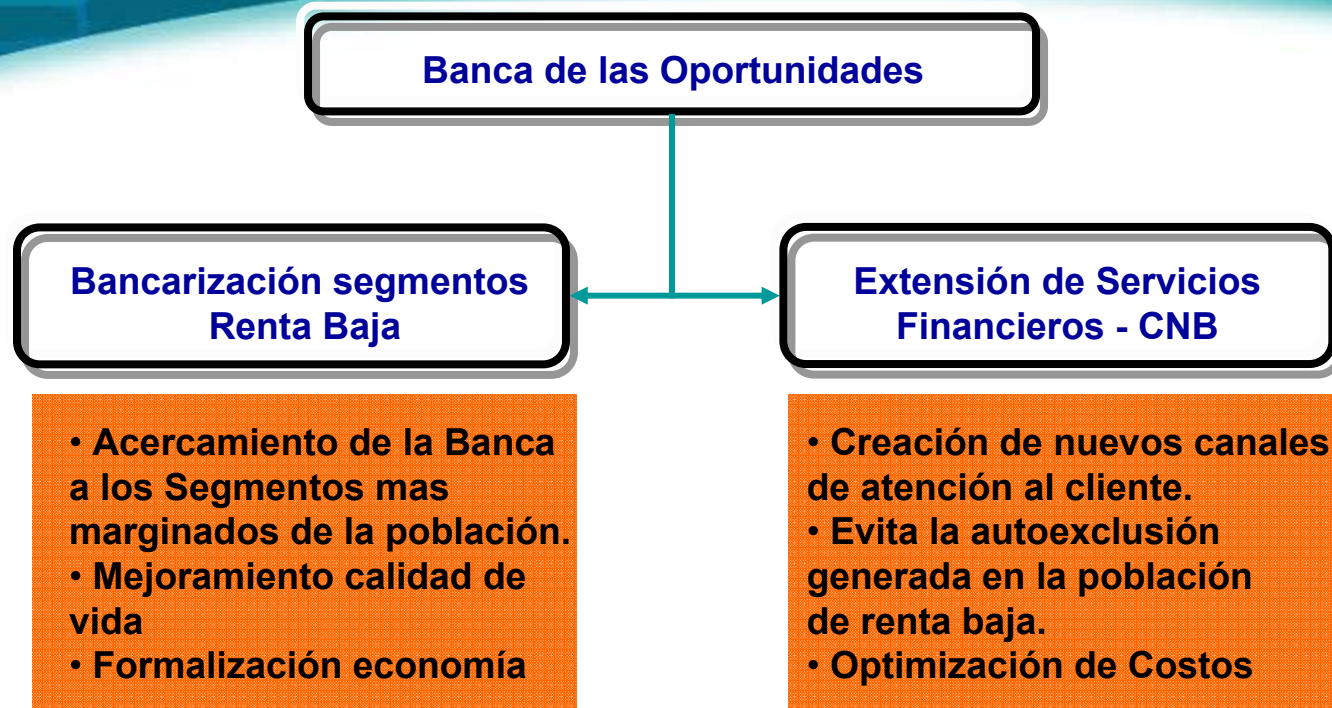 Banca de las Oportunidades
Bancarización segmentos
Renta Baja
Extensión de Servicios
Financieros - CNB
• Acercamiento de la Banca
a los Segmentos mas
marginados de la población.
• Mejoramiento calidad de
vida
• Formalización economía
• Creación de nuevos canales
de atención al cliente.
• Evita la autoexclusión
generada en la población
de renta baja.
• Optimización de Costos